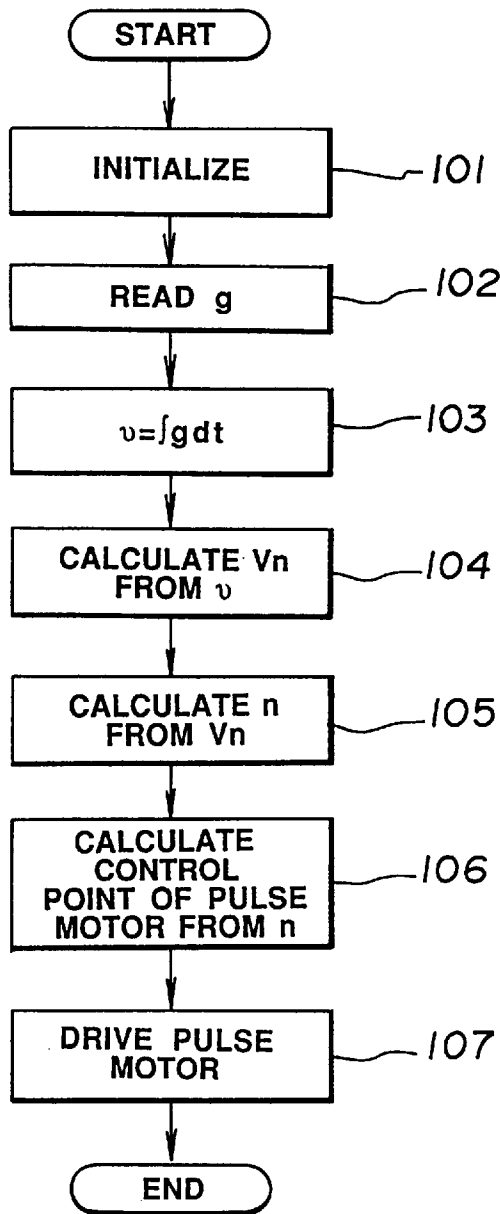 START
INITIALIZE
101
READ g
102
υ=∫gdt
103
CALCULATE Vn
FROM υ
104
CALCULATE n
FROM Vn
105
CALCULATE
CONTROL
POINT OF PULSE
MOTOR FROM n
106
DRIVE PULSE
MOTOR
107
END